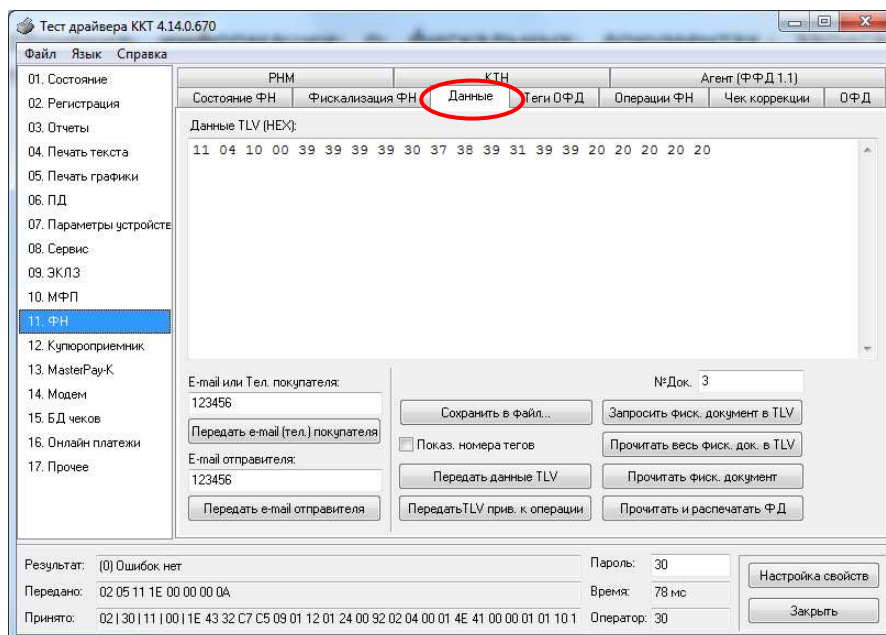 Тест драйвера ККТ 4.14.0.670
Файл Язык Справка
01. Состояние
02. Регистрация
03. Отчеты
04. Печать текста
05. Печать графики
06. ПД
07. Параметры устройств
08. Сервис
09. ЭКЛЗ
10. МФП
11. ФН
12. Купюроприемник
13. MasterPay-K
14. Модем
15. БД чеков
16. Онлайн платежи
17. Прочее
РНМ КТН Агент (ФФД 1.1)
Состояние ФН Фискализация ФН Данные Теги ОФД Операции ФН Чек коррекции ОФД
Данные TLV (HEX):
11 04 10 00 39 39 39 39 30 37 38 39 31 39 39 20 20 20 20 20
E-mail или Тел. покупателя:
123456
Передать e-mail (тел.) покупателя
E-mail отправителя:
123456
Передать e-mail отправителя
Сохранить в файл...
Показ. номера тегов
Передать данные TLV
ПередатьTLV прив. к операции
№Док. 3
Запросить фиск. документ в TLV
Прочитать весь фиск. док. в TLV
Прочитать фиск. документ
Прочитать и распечатать ФД
Результат: (0) Ошибок нет
Передано: 02 05 11 1E 00 00 00 0A
Принято: 02 | 30 | 11 | 00 | 1E 43 32 C7 C5 09 01 12 01 24 00 92 02 04 00 01 4E 41 00 00 01 01 10 1
Пароль: 30
Время: 78 мс
Оператор: 30
Настройка свойств
Закрыть